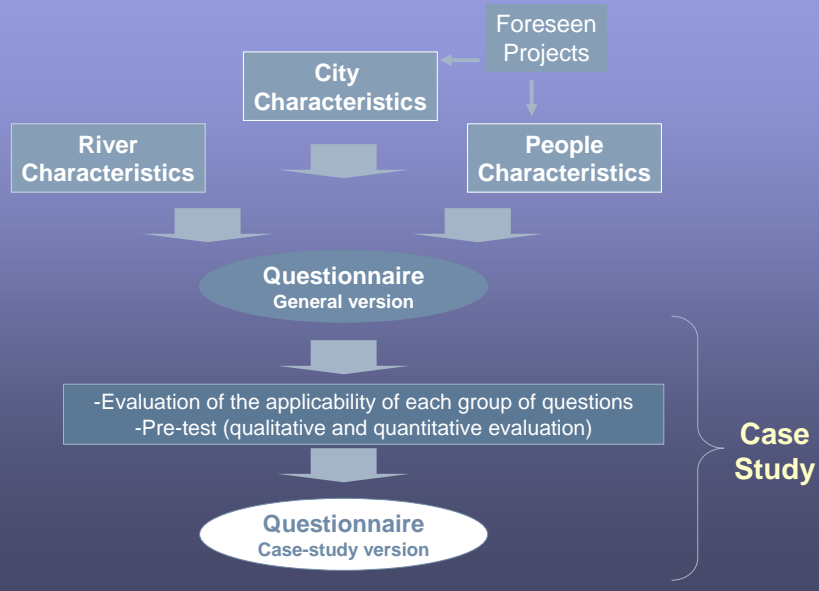 Foreseen
Projects
City
Characteristics
River
Characteristics
People
Characteristics
Questionnaire
General version
-Evaluation of the applicability of each group of questions
-Pre-test (qualitative and quantitative evaluation)
Case
Study
Questionnaire
Case-study version